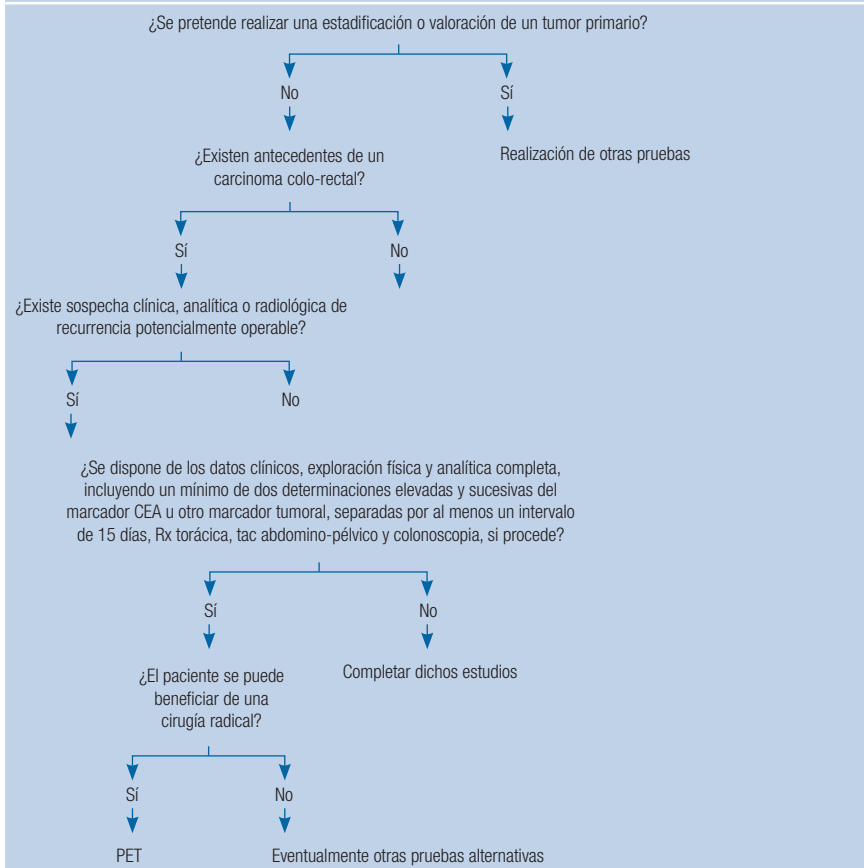 ¿Se pretende realizar una estadificación o valoración de un tumor primario?
No
Sí
¿Existen antecedentes de un
carcinoma colo-rectal?
Realización de otras pruebas
Sí
No
¿Existe sospecha clínica, analítica o radiológica de
recurrencia potencialmente operable?
Sí
No
¿Se dispone de los datos clínicos, exploración física y analítica completa,
incluyendo un mínimo de dos determinaciones elevadas y sucesivas del
marcador CEA u otro marcador tumoral, separadas por al menos un intervalo
de 15 días, Rx torácica, tac abdomino-pélvico y colonoscopia, si procede?
Sí
No
¿El paciente se puede
beneficiar de una
cirugía radical?
Completar dichos estudios
Sí
No
PET
Eventualmente otras pruebas alternativas